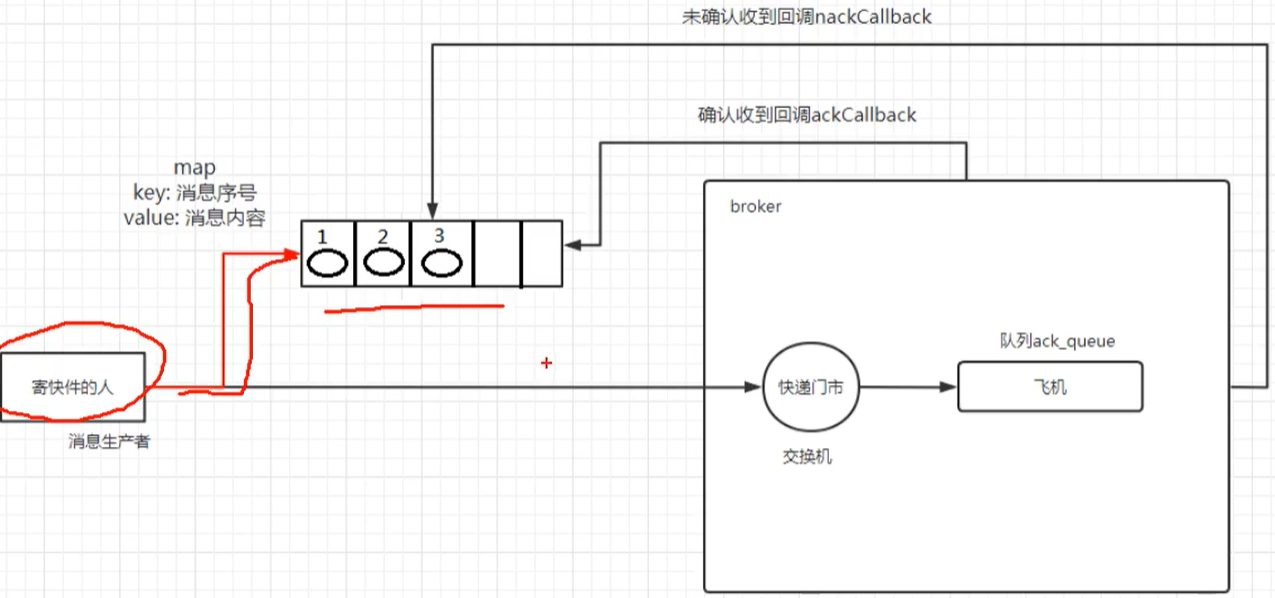 未确认收到回调nackCallback
确认收到回调ackCallback
map
key: 消息序号
value: 消息内容
1 2 3
broker
队列ack_queue
寄快件的人
快递门市
飞机
消息生产者
交换机